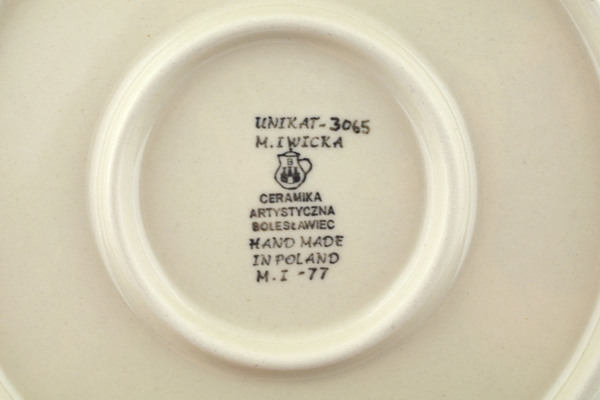 UNIKAT-3065
M.IWICKA
B
CERAMIKA
ARTYSTYCZNA
BOLESŁAWIEC
HAND MADE
IN POLAND
M.I -77